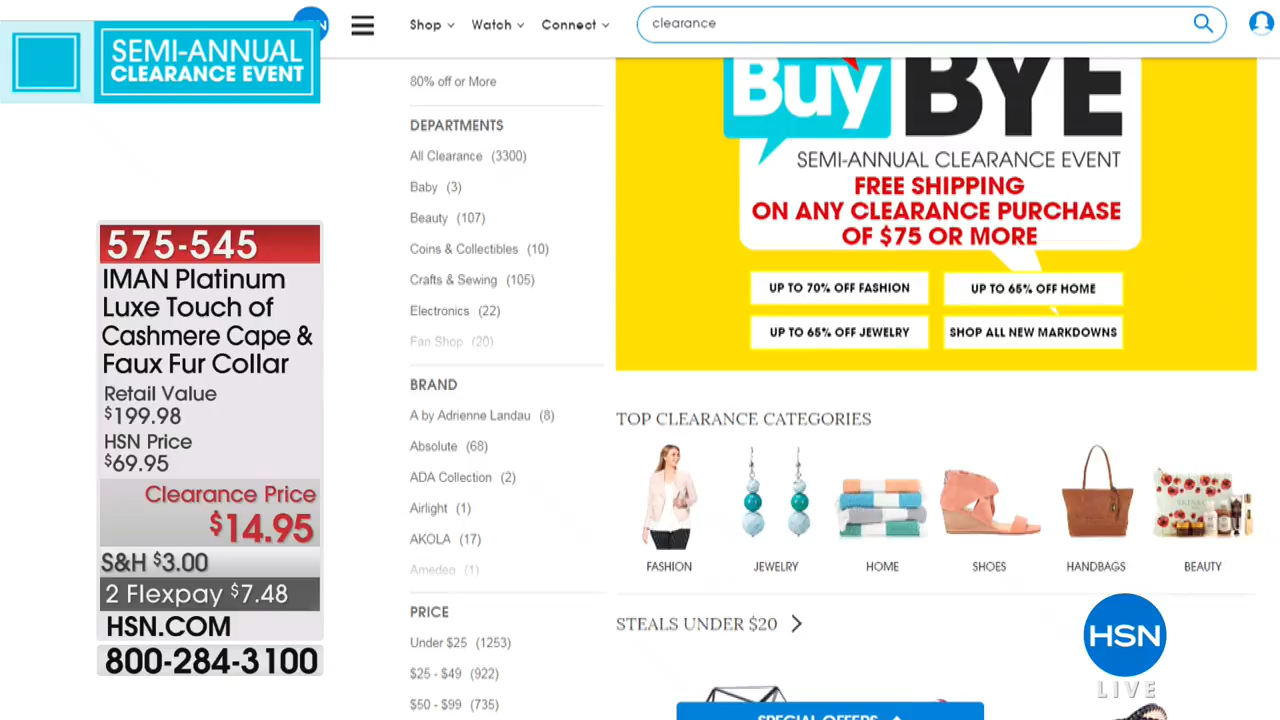 HSN
Shop
Watch
Connect
clearance
SEMI-ANNUAL
CLEARANCE EVENT
575-545
IMAN Platinum
Luxe Touch of
Cashmere Cape &
Faux Fur Collar
Retail Value
$199.98
HSN Price
$69.95
Clearance Price
$14.95
S&H $3.00
2 Flexpay $7.48
HSN.COM
800-284-3100
80% off or More
DEPARTMENTS
All Clearance (3300)
Baby (3)
Beauty (107)
Coins & Collectibles (10)
Crafts & Sewing (105)
Electronics (22)
Fan Shop (20)
BRAND
A by Adrienne Landau (8)
Absolute (68)
ADA Collection (2)
Airlight (1)
AKOLA (17)
Amedeo (1)
PRICE
Under $25 (1253)
$25 - $49 (922)
$50 - $99 (735)
Buy BYE
SEMI-ANNUAL CLEARANCE EVENT
FREE SHIPPING
ON ANY CLEARANCE PURCHASE
OF $75 OR MORE
UP TO 70% OFF FASHION
UP TO 65% OFF HOME
UP TO 65% OFF JEWELRY
SHOP ALL NEW MARKDOWNS
TOP CLEARANCE CATEGORIES
FASHION
JEWELRY
HOME
SHOES
HANDBAGS
BEAUTY
STEALS UNDER $20
SPECIAL OFFERS
HSN
LIVE